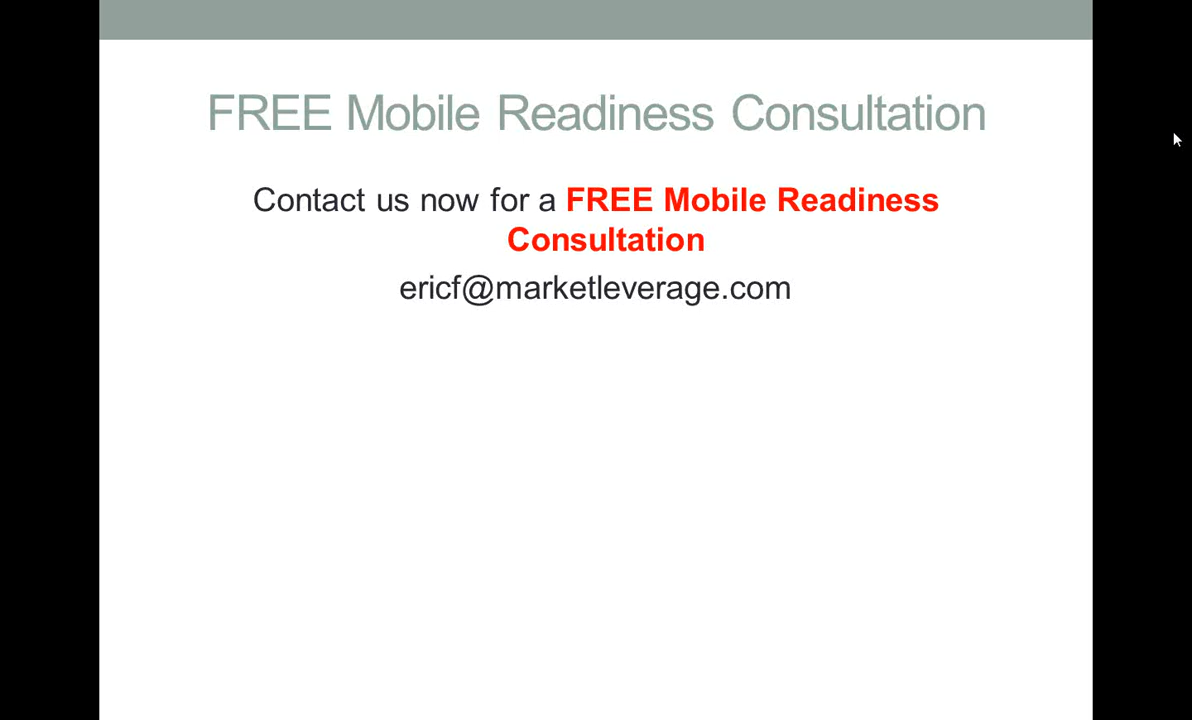 FREE Mobile Readiness Consultation
Contact us now for a FREE Mobile Readiness
Consultation
ericf@marketleverage.com